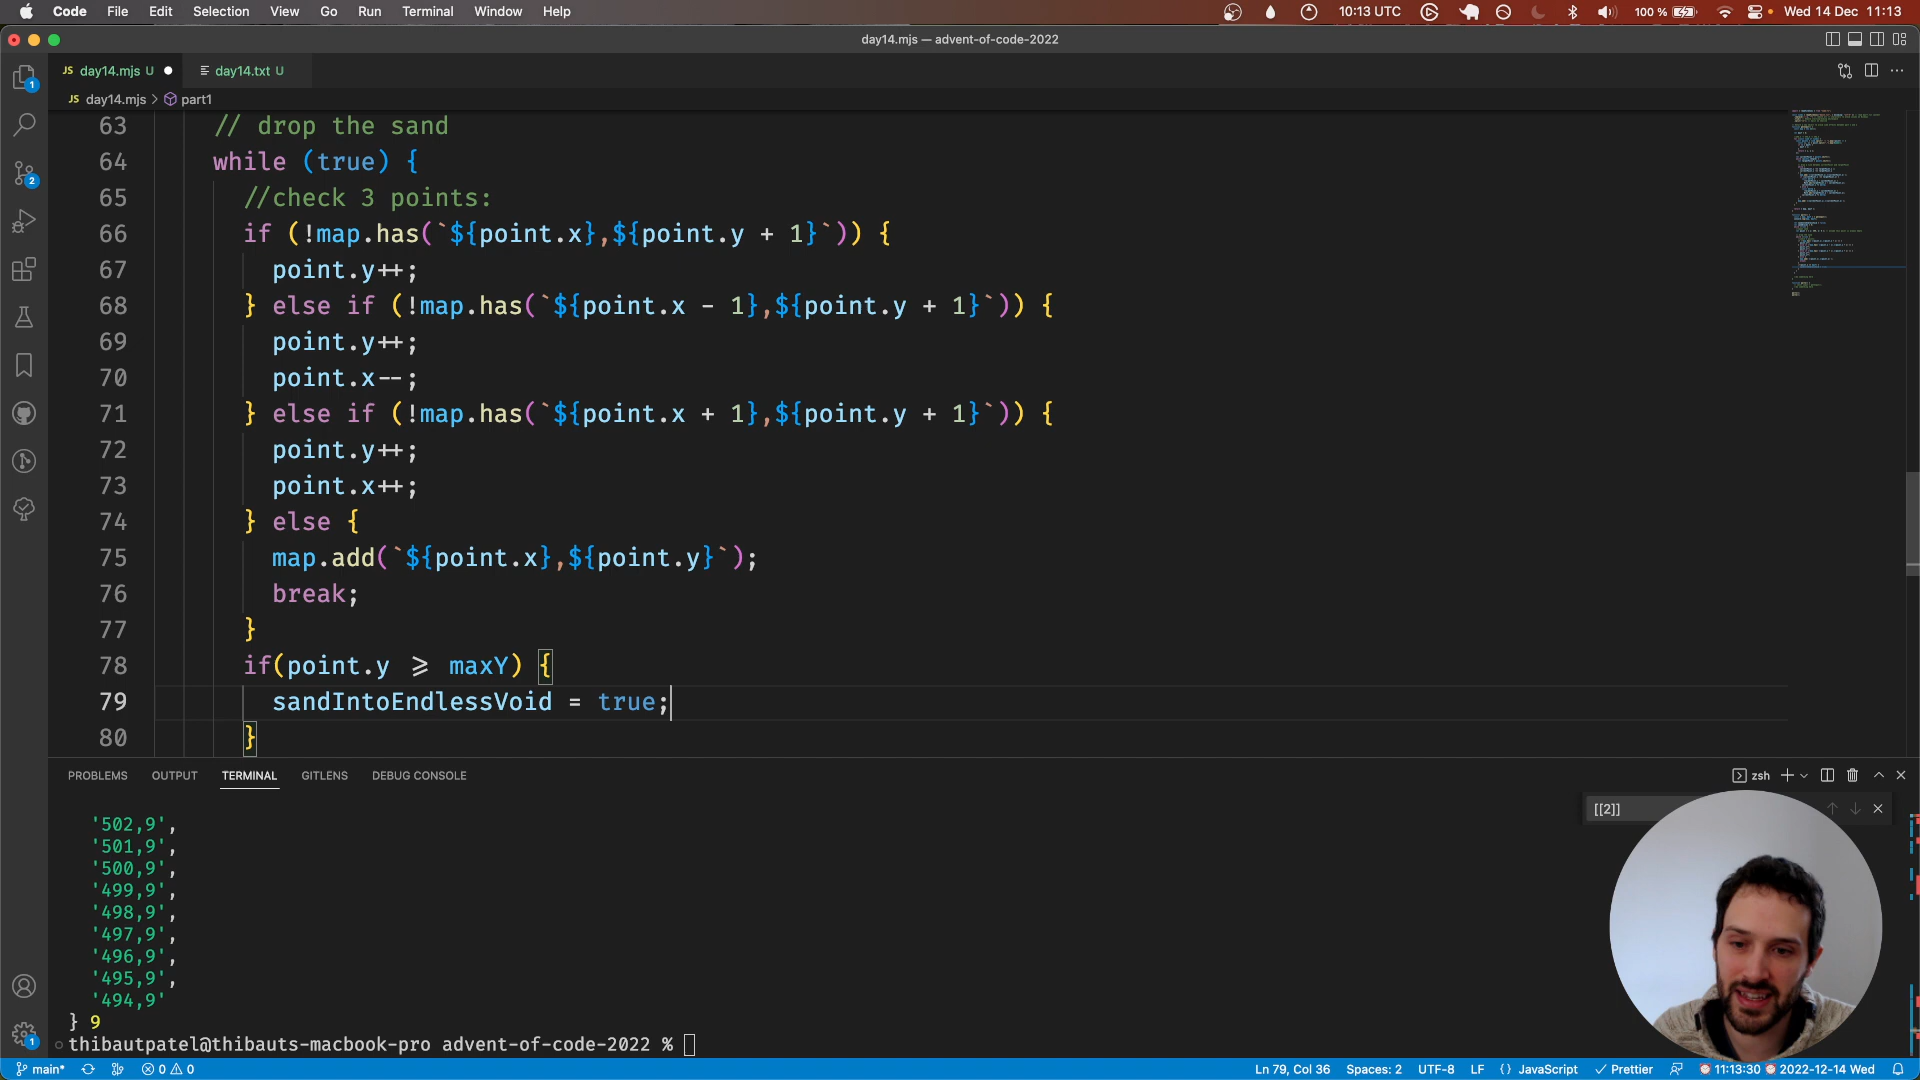 Code File Edit Selection View Go Run Terminal Window Help 10:13 UTC 100 % Wed 14 Dec 11:13
day14.mjs — advent-of-code-2022
JS day14.mjs U day14.txt U
JS day14.mjs > part1
63 // drop the sand
64 while (true) {
65 //check 3 points:
66 if (!map.has(`${point.x},${point.y + 1}`)) {
67 point.y++;
68 } else if (!map.has(`${point.x - 1},${point.y + 1}`)) {
69 point.y++;
70 point.x--;
71 } else if (!map.has(`${point.x + 1},${point.y + 1}`)) {
72 point.y++;
73 point.x++;
74 } else {
75 map.add(`${point.x},${point.y}`);
76 break;
77 }
78 if(point.y >= maxY) {
79 sandIntoEndlessVoid = true;
80 }
PROBLEMS OUTPUT TERMINAL GITLENS DEBUG CONSOLE zsh
[[2]]
'502,9',
'501,9',
'500,9',
'499,9',
'498,9',
'497,9',
'496,9',
'495,9',
'494,9'
} 9
thibautpatel@thibauts-macbook-pro advent-of-code-2022 %
main* 0 0 Ln 79, Col 36 Spaces: 2 UTF-8 LF {} JavaScript Prettier 11:13:30 2022-12-14 Wed